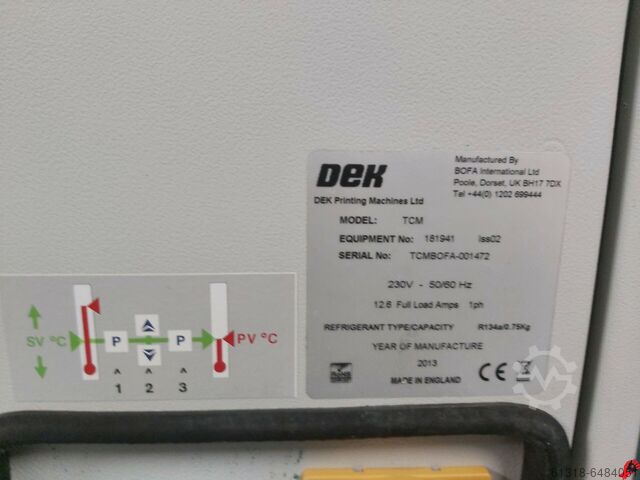 DEK
DEK Printing Machines Ltd
Manufactured By
BOFA International Ltd
Poole, Dorset, UK BH17 7DX
Tel +44(0) 1202 699444
MODEL: TCM
EQUIPMENT No: 181941 Iss02
SERIAL No: TCMBOFA-001472
230V - 50/60 Hz
12.6 Full Load Amps 1ph
REFRIGERANT TYPE/CAPACITY R134a/0.75Kg
YEAR OF MANUFACTURE
2013
MADE IN ENGLAND
CE
SV °C P P PV °C
1 2 3